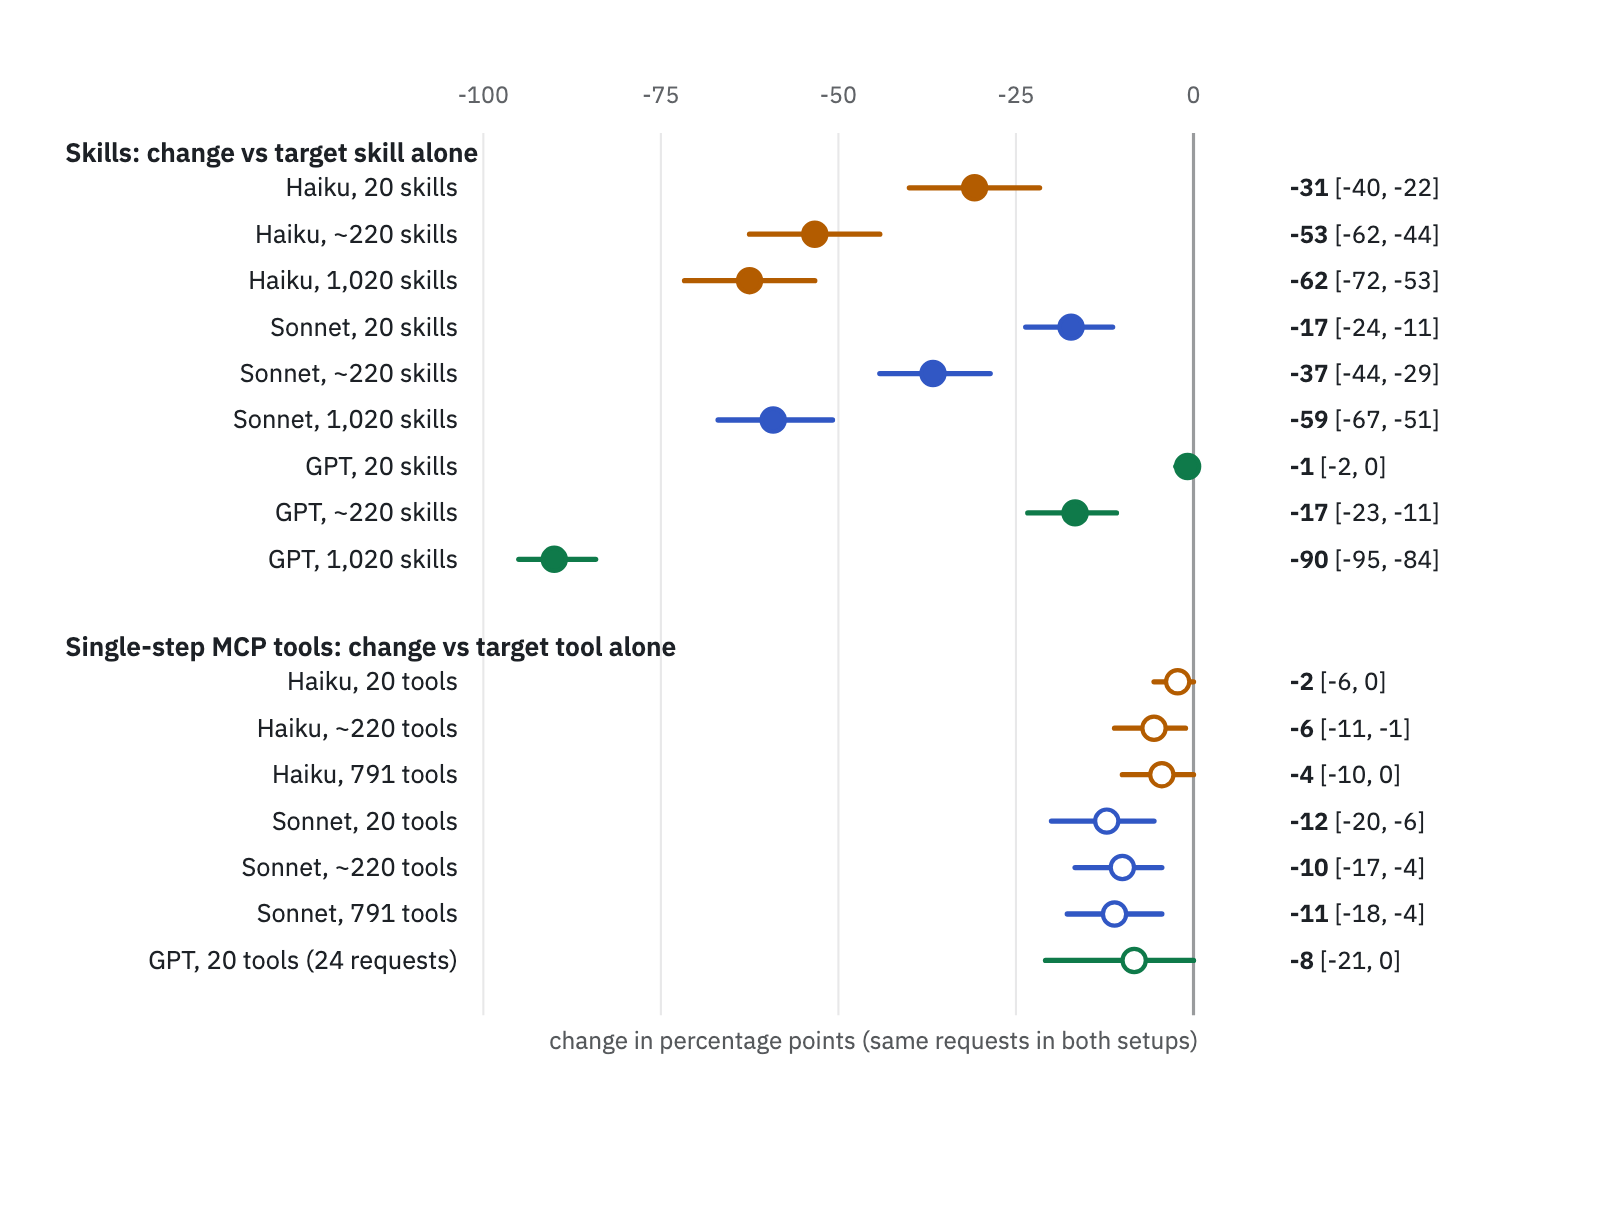 -100 -75 -50 -25 0
Skills: change vs target skill alone
Haiku, 20 skills -31 [-40, -22]
Haiku, ~220 skills -53 [-62, -44]
Haiku, 1,020 skills -62 [-72, -53]
Sonnet, 20 skills -17 [-24, -11]
Sonnet, ~220 skills -37 [-44, -29]
Sonnet, 1,020 skills -59 [-67, -51]
GPT, 20 skills -1 [-2, 0]
GPT, ~220 skills -17 [-23, -11]
GPT, 1,020 skills -90 [-95, -84]
Single-step MCP tools: change vs target tool alone
Haiku, 20 tools -2 [-6, 0]
Haiku, ~220 tools -6 [-11, -1]
Haiku, 791 tools -4 [-10, 0]
Sonnet, 20 tools -12 [-20, -6]
Sonnet, ~220 tools -10 [-17, -4]
Sonnet, 791 tools -11 [-18, -4]
GPT, 20 tools (24 requests) -8 [-21, 0]
change in percentage points (same requests in both setups)